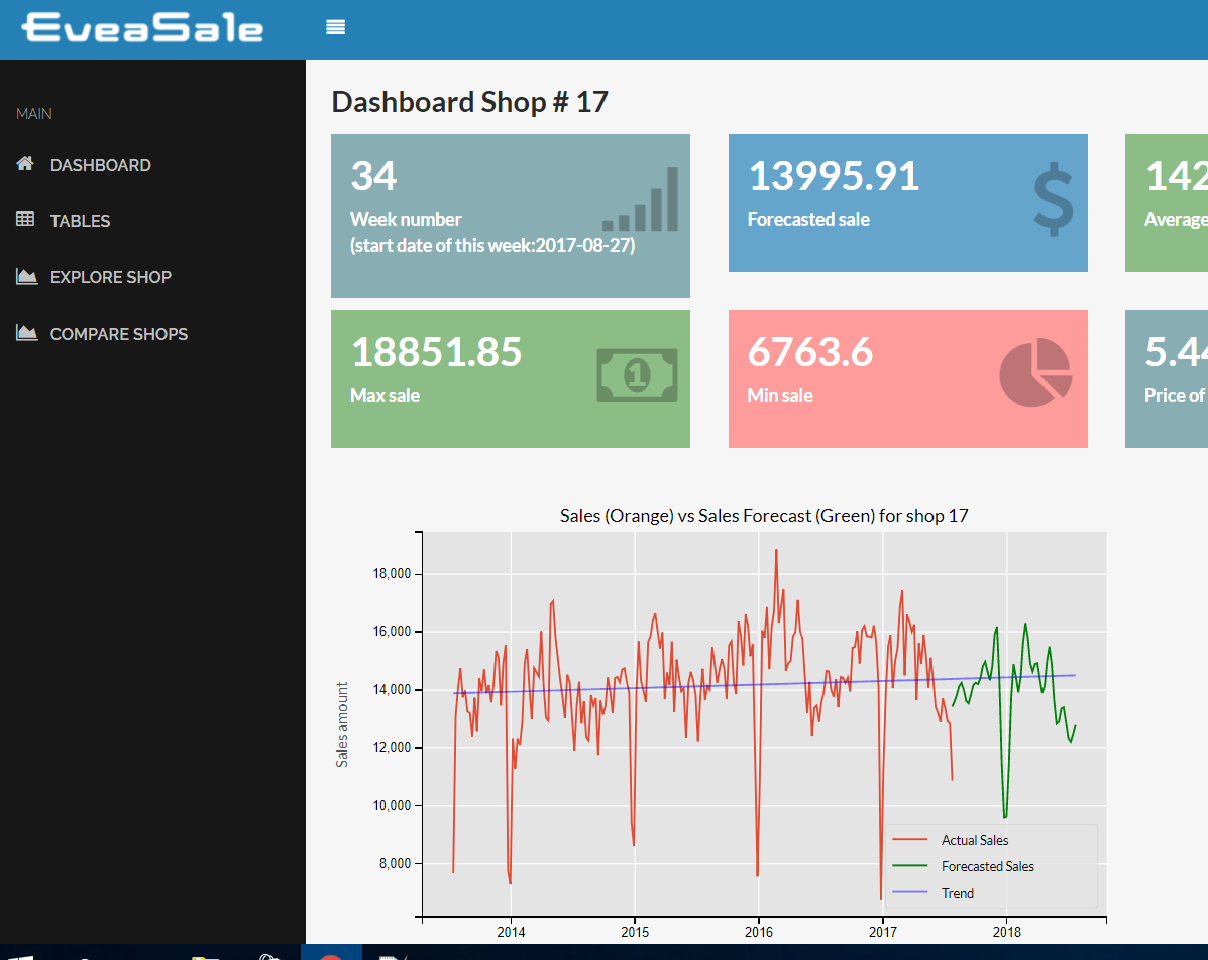 EveaSale
MAIN
DASHBOARD
TABLES
EXPLORE SHOP
COMPARE SHOPS
Dashboard Shop # 17
34
Week number
(start date of this week:2017-08-27)
13995.91
Forecasted sale
142
Average
18851.85
Max sale
1
6763.6
Min sale
5.44
Price of
Sales (Orange) vs Sales Forecast (Green) for shop 17
Sales amount
18,000
16,000
14,000
12,000
10,000
8,000
2014
2015
2016
2017
2018
Actual Sales
Forecasted Sales
Trend